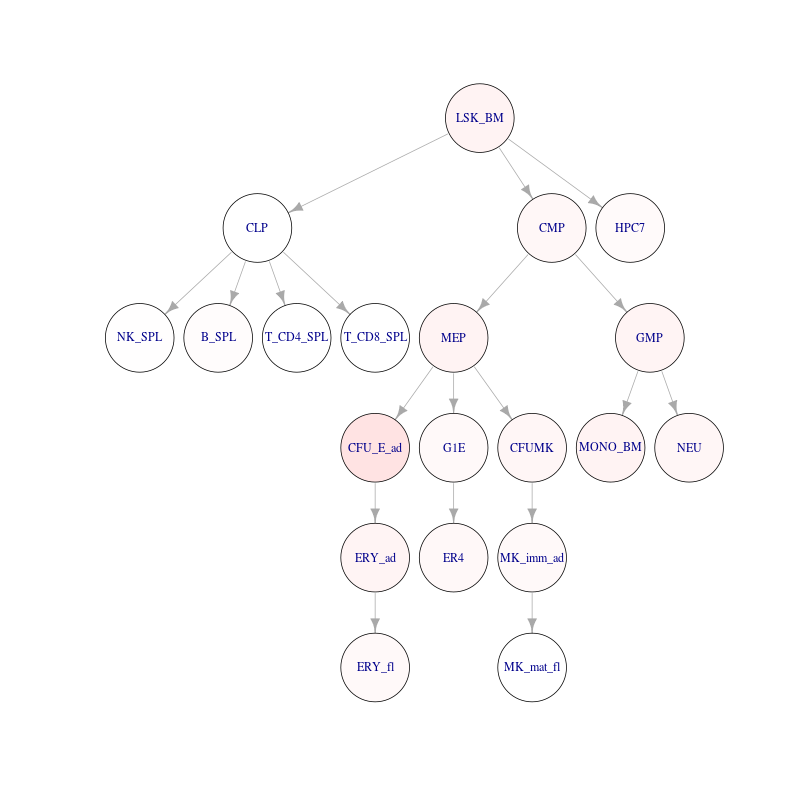 LSK_BM
CLP
CMP
HPC7
NK_SPL
B_SPL
T_CD4_SPL
T_CD8_SPL
MEP
GMP
CFU_E_ad
G1E
CFUMK
MONO_BM
NEU
ERY_ad
ER4
MK_imm_ad
ERY_fl
MK_mat_fl